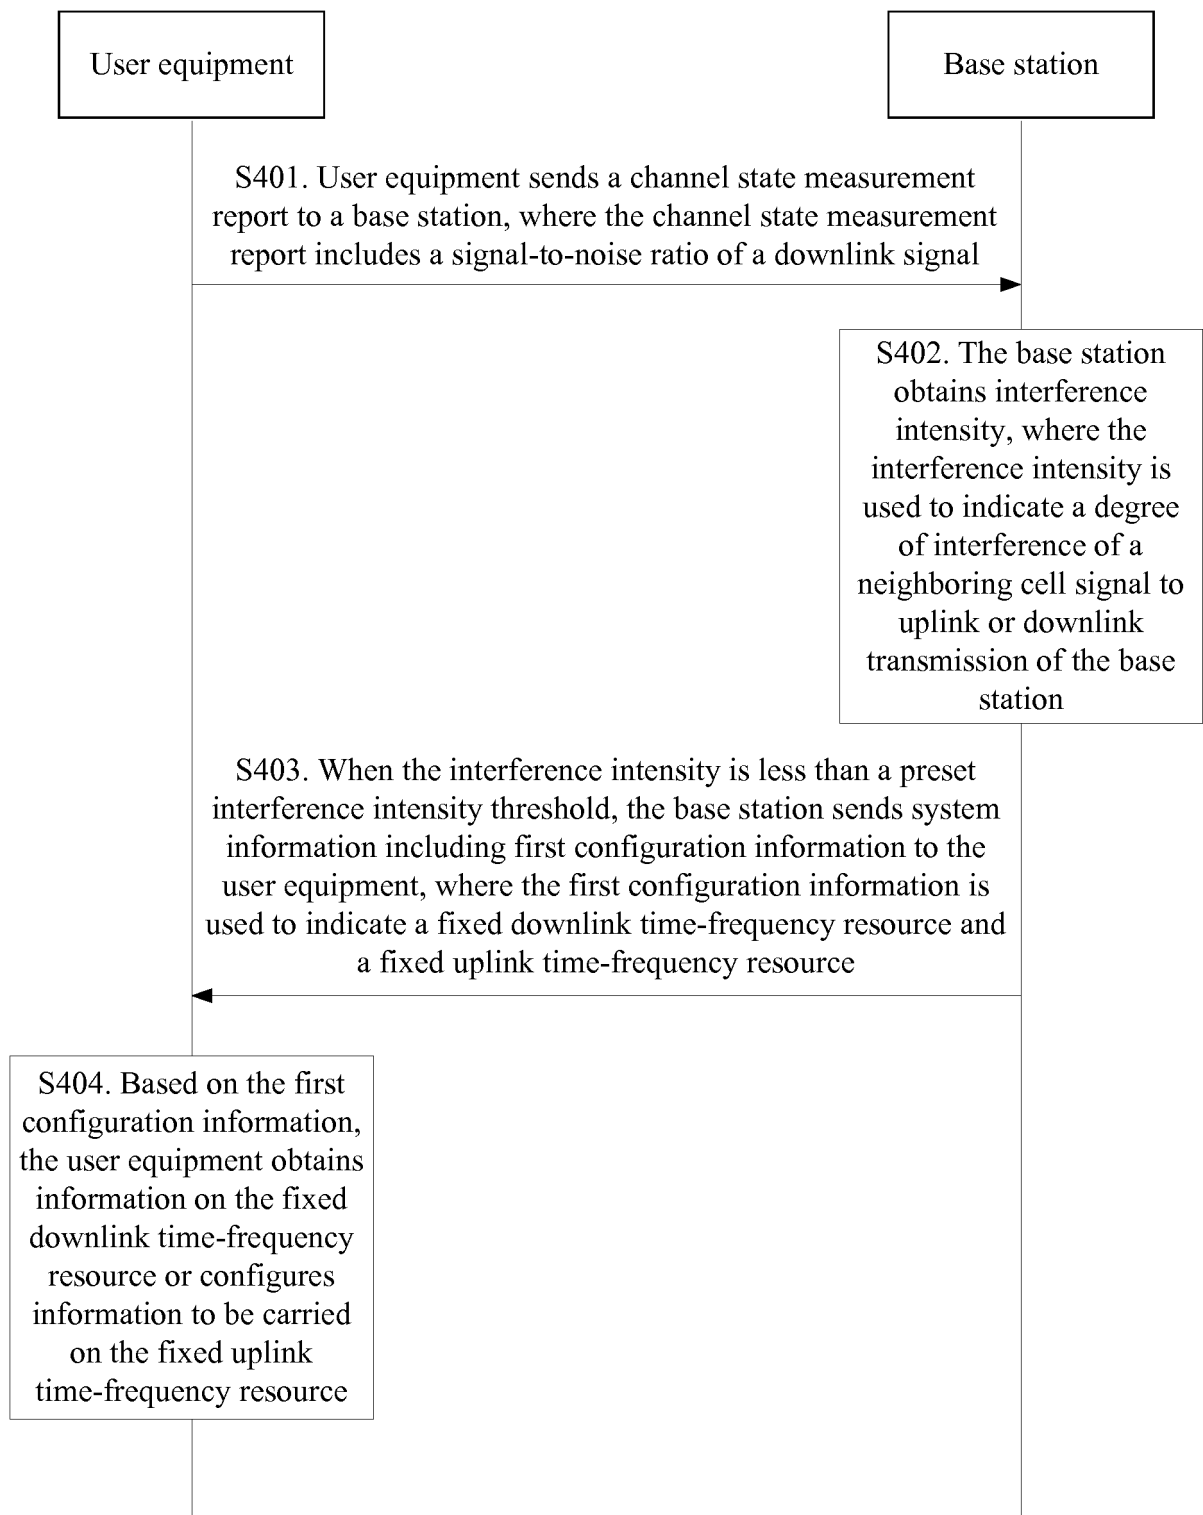 User equipment
Base station
S401. User equipment sends a channel state measurement
report to a base station, where the channel state measurement
report includes a signal-to-noise ratio of a downlink signal
S402. The base station
obtains interference
intensity, where the
interference intensity is
used to indicate a degree
of interference of a
neighboring cell signal to
uplink or downlink
transmission of the base
station
S403. When the interference intensity is less than a preset
interference intensity threshold, the base station sends system
information including first configuration information to the
user equipment, where the first configuration information is
used to indicate a fixed downlink time-frequency resource and
a fixed uplink time-frequency resource
S404. Based on the first
configuration information,
the user equipment obtains
information on the fixed
downlink time-frequency
resource or configures
information to be carried
on the fixed uplink
time-frequency resource